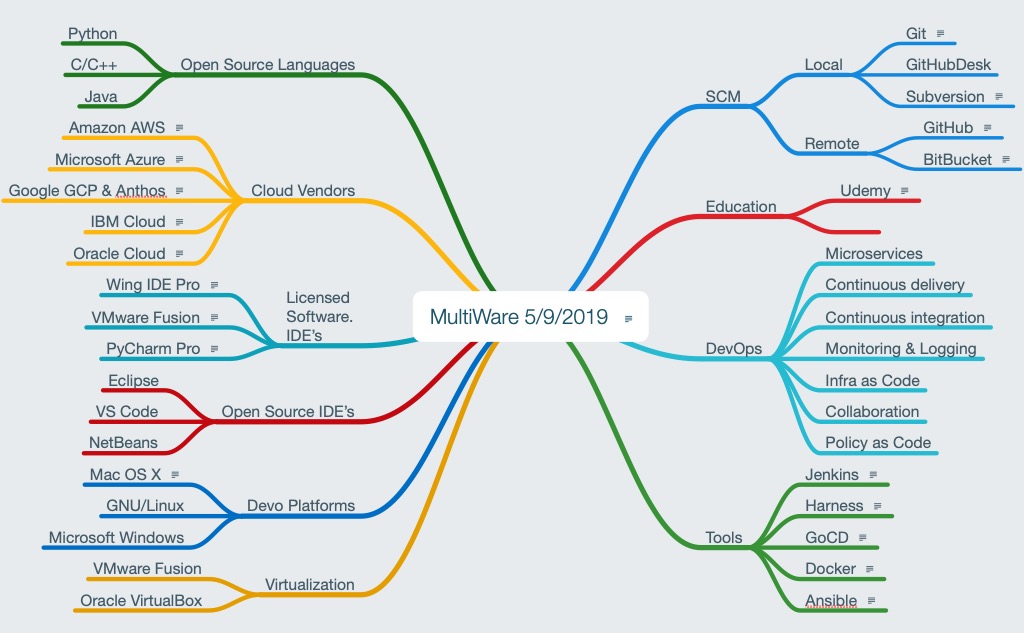 MultiWare 5/9/2019
Open Source Languages
Python
C/C++
Java
Cloud Vendors
Amazon AWS
Microsoft Azure
Google GCP & Anthos
IBM Cloud
Oracle Cloud
Licensed
Software.
IDE's
Wing IDE Pro
VMware Fusion
PyCharm Pro
Open Source IDE's
Eclipse
VS Code
NetBeans
Devo Platforms
Mac OS X
GNU/Linux
Microsoft Windows
Virtualization
VMware Fusion
Oracle VirtualBox
SCM
Local
Git
GitHubDesk
Subversion
Remote
GitHub
BitBucket
Education
Udemy
DevOps
Microservices
Continuous delivery
Continuous integration
Monitoring & Logging
Infra as Code
Collaboration
Policy as Code
Tools
Jenkins
Harness
GoCD
Docker
Ansible